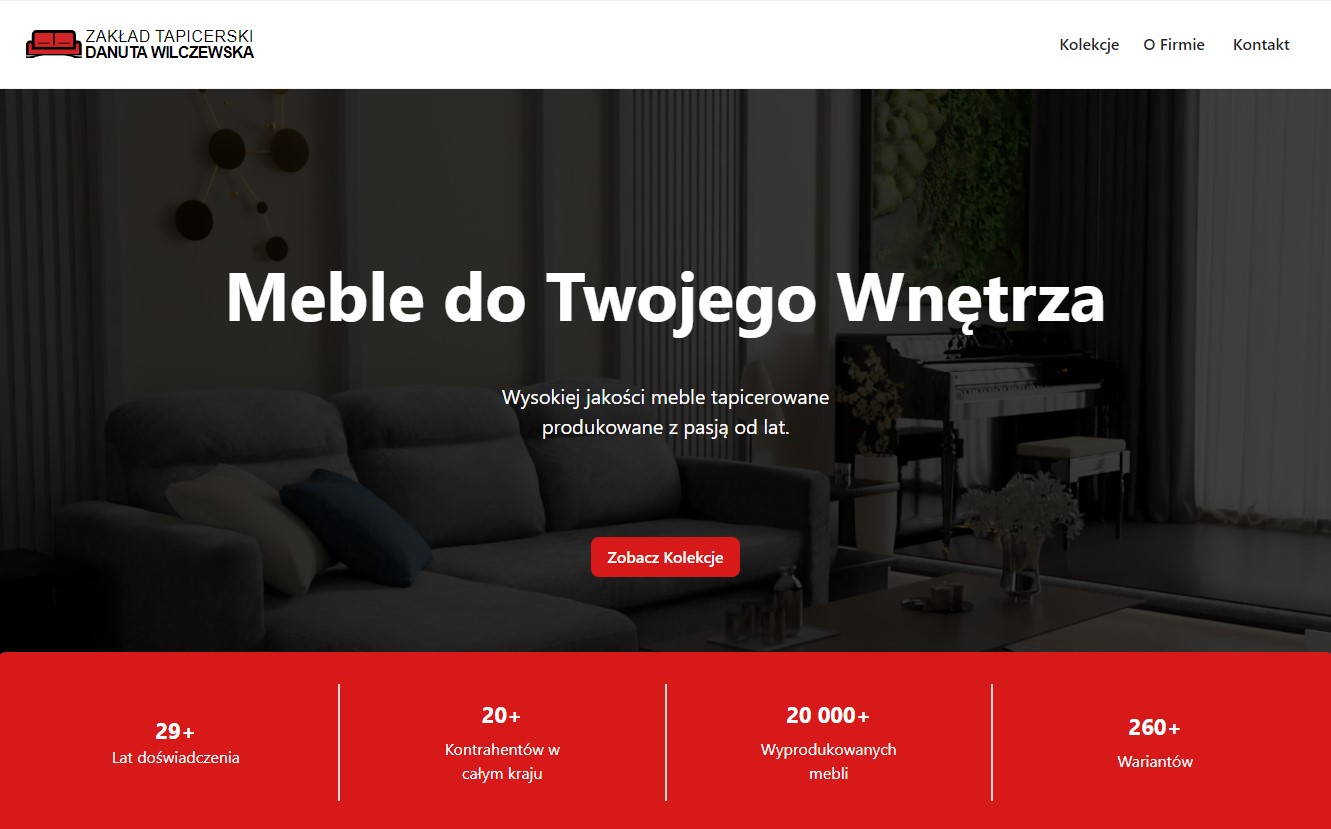 ZAKŁAD TAPICERSKI
DANUTA WILCZEWSKA
Kolekcje
O Firmie
Kontakt
Meble do Twojego Wnętrza
Wysokiej jakości meble tapicerowane
produkowane z pasją od lat.
Zobacz Kolekcje
29+
Lat doświadczenia
20+
Kontrahentów w
całym kraju
20 000+
Wyprodukowanych
mebli
260+
Wariantów